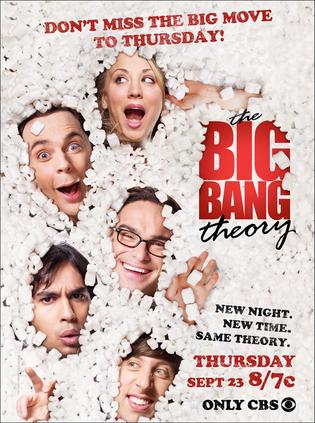 DON'T MISS THE BIG MOVE
TO THURSDAY!
the
BIG
BANG
theory
NEW NIGHT.
NEW TIME.
SAME THEORY.
THURSDAY
SEPT 23 8/7c
ONLY CBS